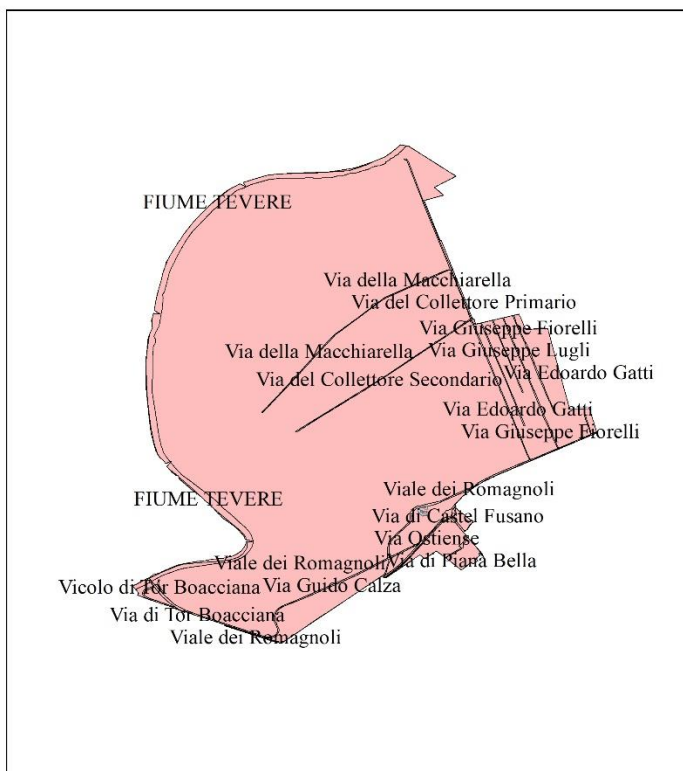 FIUME TEVERE
Via della Macchiarella
Via del Collettore Primario
Via Giuseppe Fiorelli
Via della Macchiarella
Via Giuseppe Lugli
Via del Collettore Secondario
Via Edoardo Gatti
Via Edoardo Gatti
Via Giuseppe Fiorelli
Viale dei Romagnoli
FIUME TEVERE
Via di Castel Fusano
Via Ostiense
Viale dei Romagnoli
Via di Piana Bella
Vicolo di Tor Boacciana
Via Guido Calza
Via di Tor Boacciana
Viale dei Romagnoli